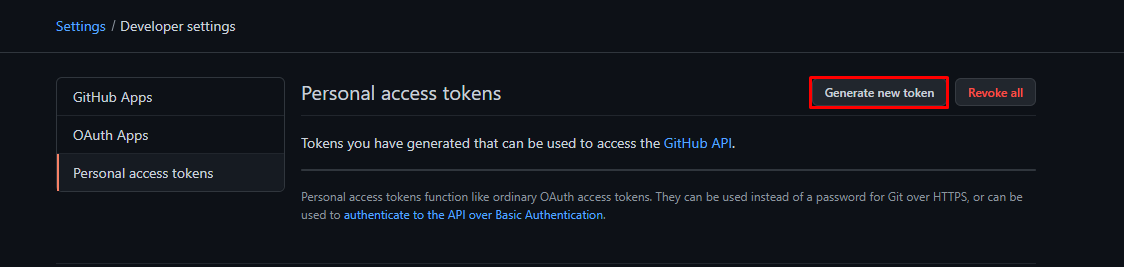 Settings / Developer settings
GitHub Apps
OAuth Apps
Personal access tokens
Personal access tokens
Generate new token
Revoke all
Tokens you have generated that can be used to access the GitHub API.
Personal access tokens function like ordinary OAuth access tokens. They can be used instead of a password for Git over HTTPS, or can be
used to authenticate to the API over Basic Authentication.